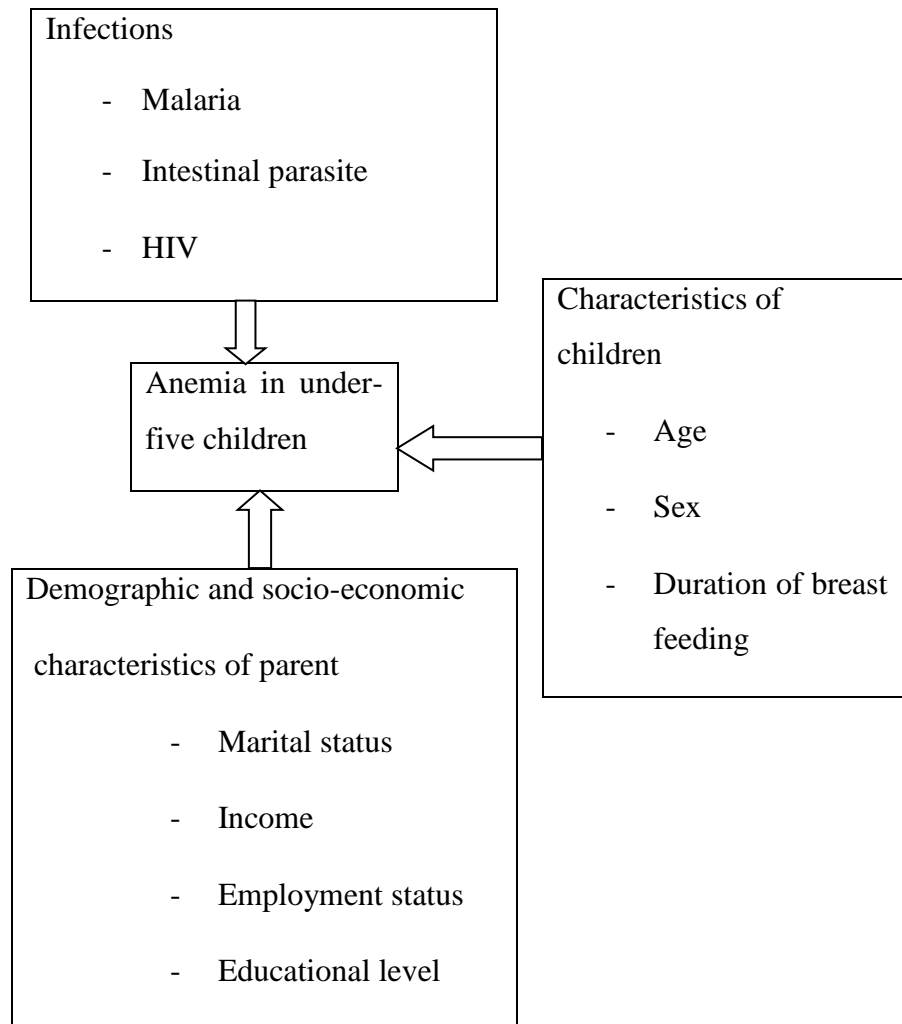 Infections
- Malaria
- Intestinal parasite
- HIV
Characteristics of
children
- Age
- Sex
- Duration of breast
feeding
Anemia in under-
five children
Demographic and socio-economic
characteristics of parent
- Marital status
- Income
- Employment status
- Educational level